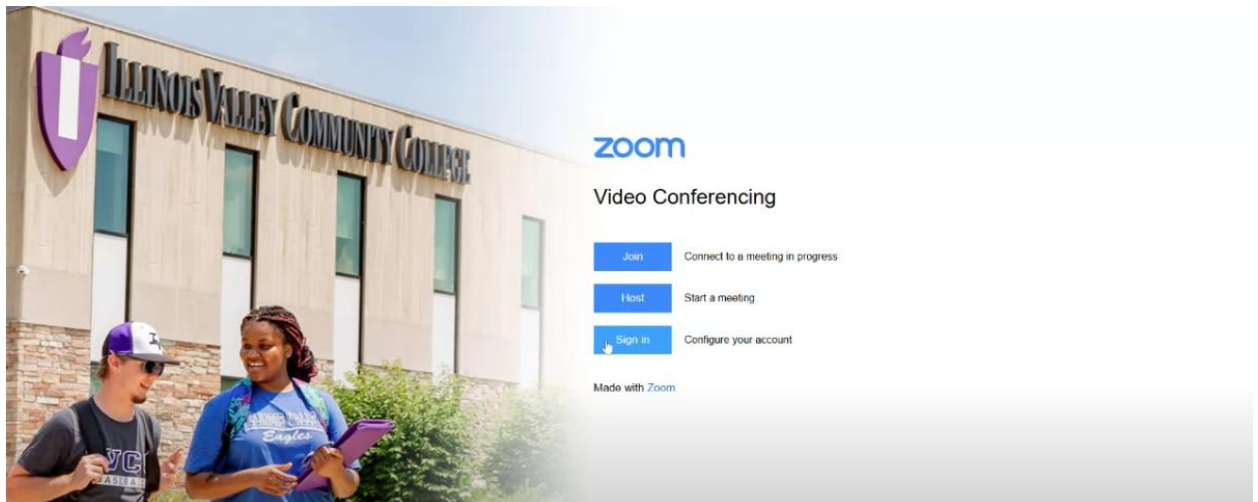 ILLINOIS VALLEY COMMUNITY COLLEGE
zoom
Video Conferencing
Join Connect to a meeting in progress
Host Start a meeting
Sign in Configure your account
Made with Zoom
Eagles
BASEBALL